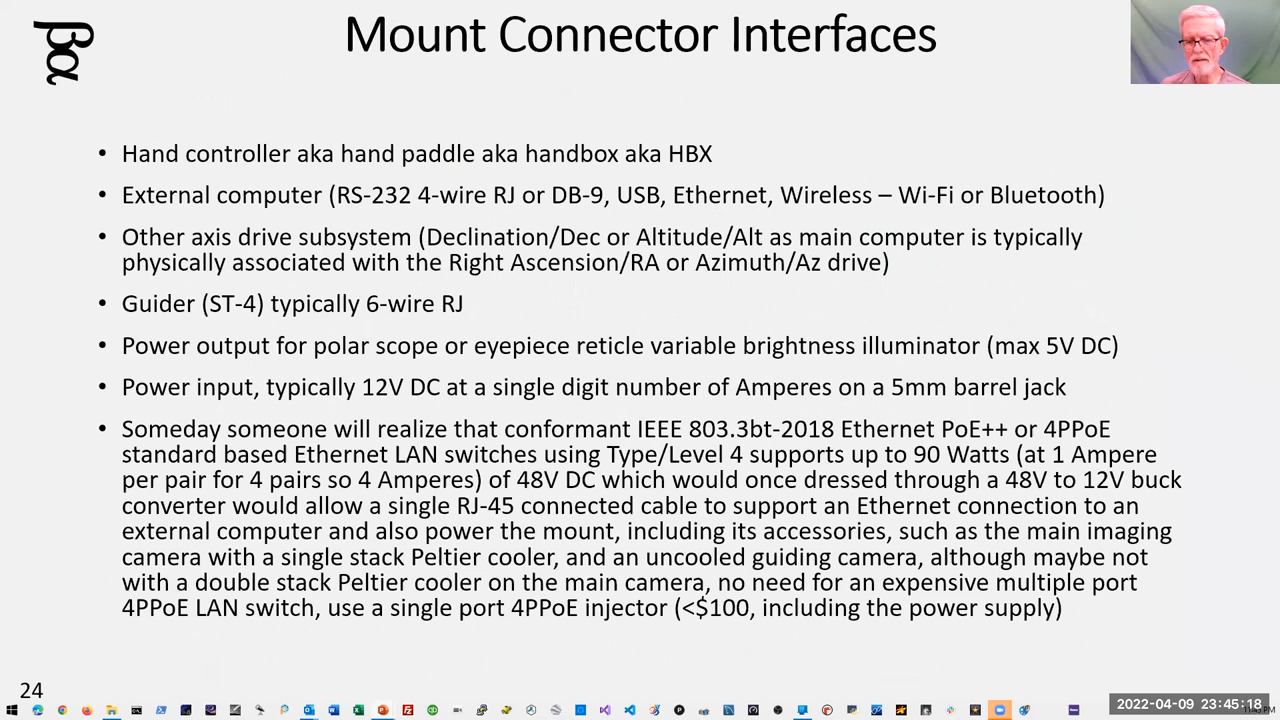 βα
Mount Connector Interfaces
• Hand controller aka hand paddle aka handbox aka HBX
• External computer (RS-232 4-wire RJ or DB-9, USB, Ethernet, Wireless – Wi-Fi or Bluetooth)
• Other axis drive subsystem (Declination/Dec or Altitude/Alt as main computer is typically
physically associated with the Right Ascension/RA or Azimuth/Az drive)
• Guider (ST-4) typically 6-wire RJ
• Power output for polar scope or eyepiece reticle variable brightness illuminator (max 5V DC)
• Power input, typically 12V DC at a single digit number of Amperes on a 5mm barrel jack
• Someday someone will realize that conformant IEEE 803.3bt-2018 Ethernet PoE++ or 4PPoE
standard based Ethernet LAN switches using Type/Level 4 supports up to 90 Watts (at 1 Ampere
per pair for 4 pairs so 4 Amperes) of 48V DC which would once dressed through a 48V to 12V buck
converter would allow a single RJ-45 connected cable to support an Ethernet connection to an
external computer and also power the mount, including its accessories, such as the main imaging
camera with a single stack Peltier cooler, and an uncooled guiding camera, although maybe not
with a double stack Peltier cooler on the main camera, no need for an expensive multiple port
4PPoE LAN switch, use a single port 4PPoE injector (<$100, including the power supply)
24
2022-04-09 23:45:18